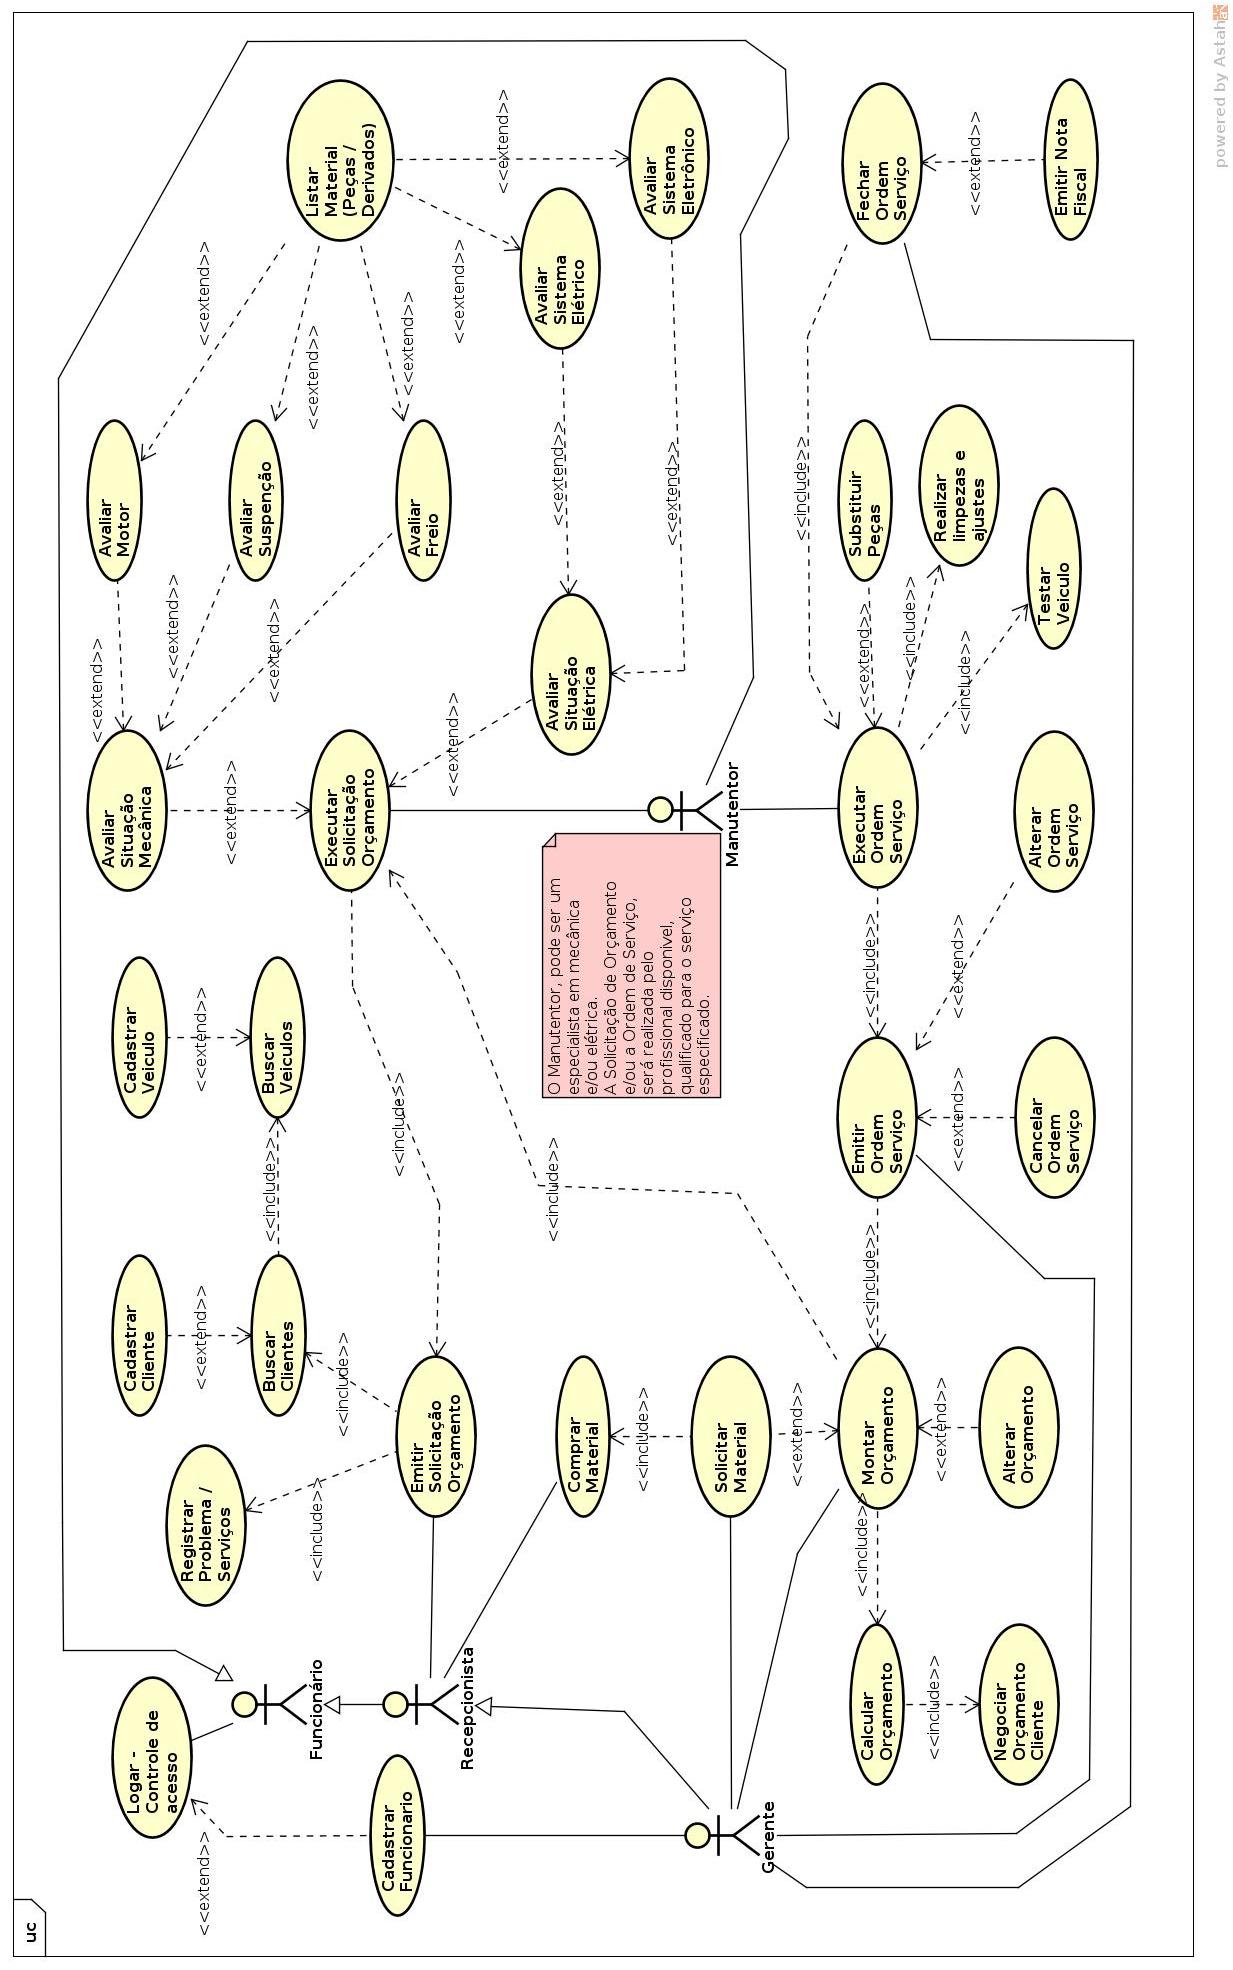 uc
Logar -
Controle de
acesso
<<extend>>
Cadastrar
Funcionario
Funcionário
Recepcionista
Gerente
Registrar
Problema /
Serviços
<<include>>
Cadastrar
Cliente
<<extend>>
Buscar
Clientes
<<include>>
<<include>>
Emitir
Solicitação
Orçamento
Cadastrar
Veiculo
<<extend>>
Buscar
Veiculos
<<include>>
Comprar
Material
<<include>>
Solicitar
Material
<<extend>>
Montar
Orçamento
<<include>>
<<extend>>
Alterar
Orçamento
Calcular
Orçamento
<<include>>
Negociar
Orçamento
Cliente
<<include>>
<<include>>
Avaliar
Situação
Mecânica
<<extend>>
Executar
Solicitação
Orçamento
<<extend>>
O Manutentor, pode ser um
especialista em mecânica
e/ou elétrica.
A Solicitação de Orçamento
e/ou a Ordem de Serviço,
será realizada pelo
profissional disponivel,
qualificado para o serviço
especificado.
Manutentor
Emitir
Ordem
Serviço
<<extend>>
Cancelar
Ordem
Serviço
<<include>>
<<extend>>
Alterar
Ordem
Serviço
Executar
Ordem
Serviço
<<extend>>
<<include>>
<<include>>
<<include>>
Substituir
Peças
Realizar
limpezas e
ajustes
Testar
Veiculo
<<extend>>
<<extend>>
<<extend>>
Avaliar
Motor
Avaliar
Suspenção
Avaliar
Freio
Avaliar
Situação
Elétrica
<<extend>>
<<extend>>
<<extend>>
<<extend>>
<<extend>>
<<extend>>
<<extend>>
Listar
Material
(Peças /
Derivados)
Avaliar
Sistema
Elétrico
Avaliar
Sistema
Eletrônico
Fechar
Ordem
Serviço
<<extend>>
Emitir Nota
Fiscal
powered by Astah